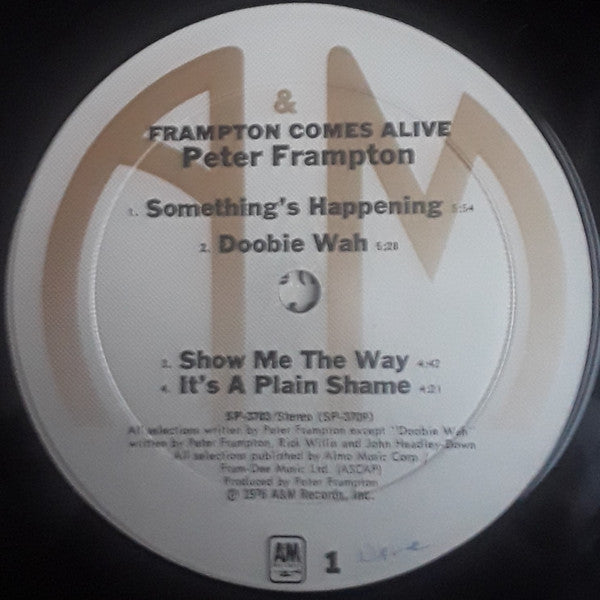 &
A M
FRAMPTON COMES ALIVE
Peter Frampton
1. Something's Happening 5:54
2. Doobie Wah 5:28
3. Show Me The Way 4:42
4. It's A Plain Shame 4:21
SP-3703/Stereo (SP-3709)
All selections written by Peter Frampton except "Doobie Wah"
written by Peter Frampton, Rick Wills and John Headley-Down
All selections published by Almo Music Corp. /
Fram-Dee Music Ltd. (ASCAP)
Produced by Peter Frampton
℗ 1976 A&M Records, Inc.
AM 1